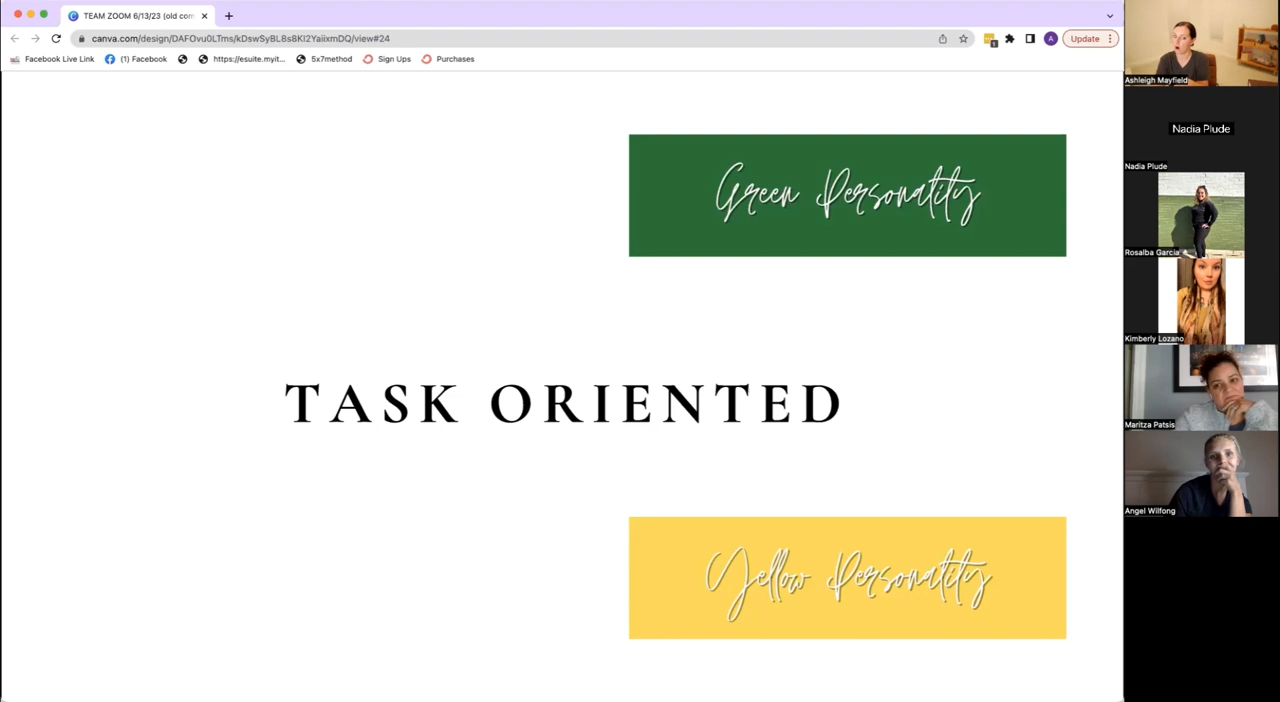 TEAM ZOOM 6/13/23 (old com
canva.com/design/DAFOvu0LTms/kDswSyBL8s8KI2YaiixmDQ/view#24
Update
Facebook Live Link
(1) Facebook
https://esuite.myit...
5x7method
Sign Ups
Purchases
Green Personality
TASK ORIENTED
Yellow Personality
Ashleigh Mayfield
Nadia Plude
Nadia Plude
Rosalba Garcia
Kimberly Lozano
Maritza Patsis
Angel Wilfong